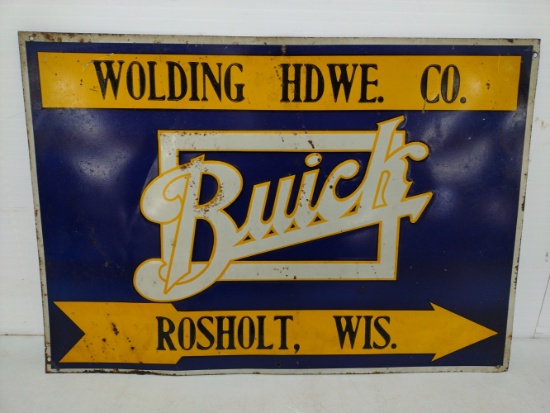 WOLDING HDWE. CO.
Buick
ROSHOLT, WIS.